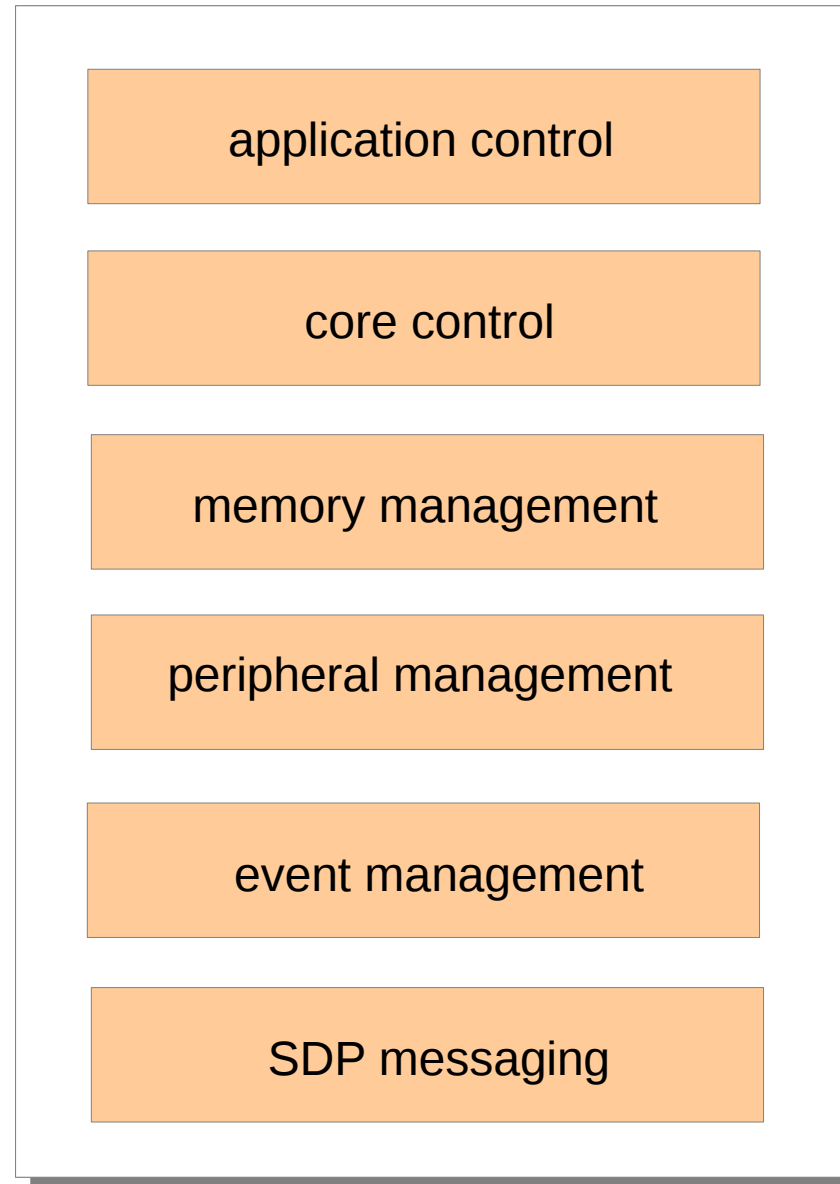 application control
core control
memory management
peripheral management
event management
SDP messaging